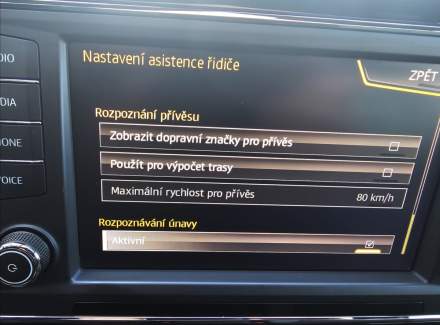 Nastavení asistence řidiče
ZPĚT
Rozpoznání přívěsu
Zobrazit dopravní značky pro přívěs
Použít pro výpočet trasy
Maximální rychlost pro přívěs 80 km/h
Rozpoznávání únavy
Aktivní
DIO
DIA
ONE
VOICE